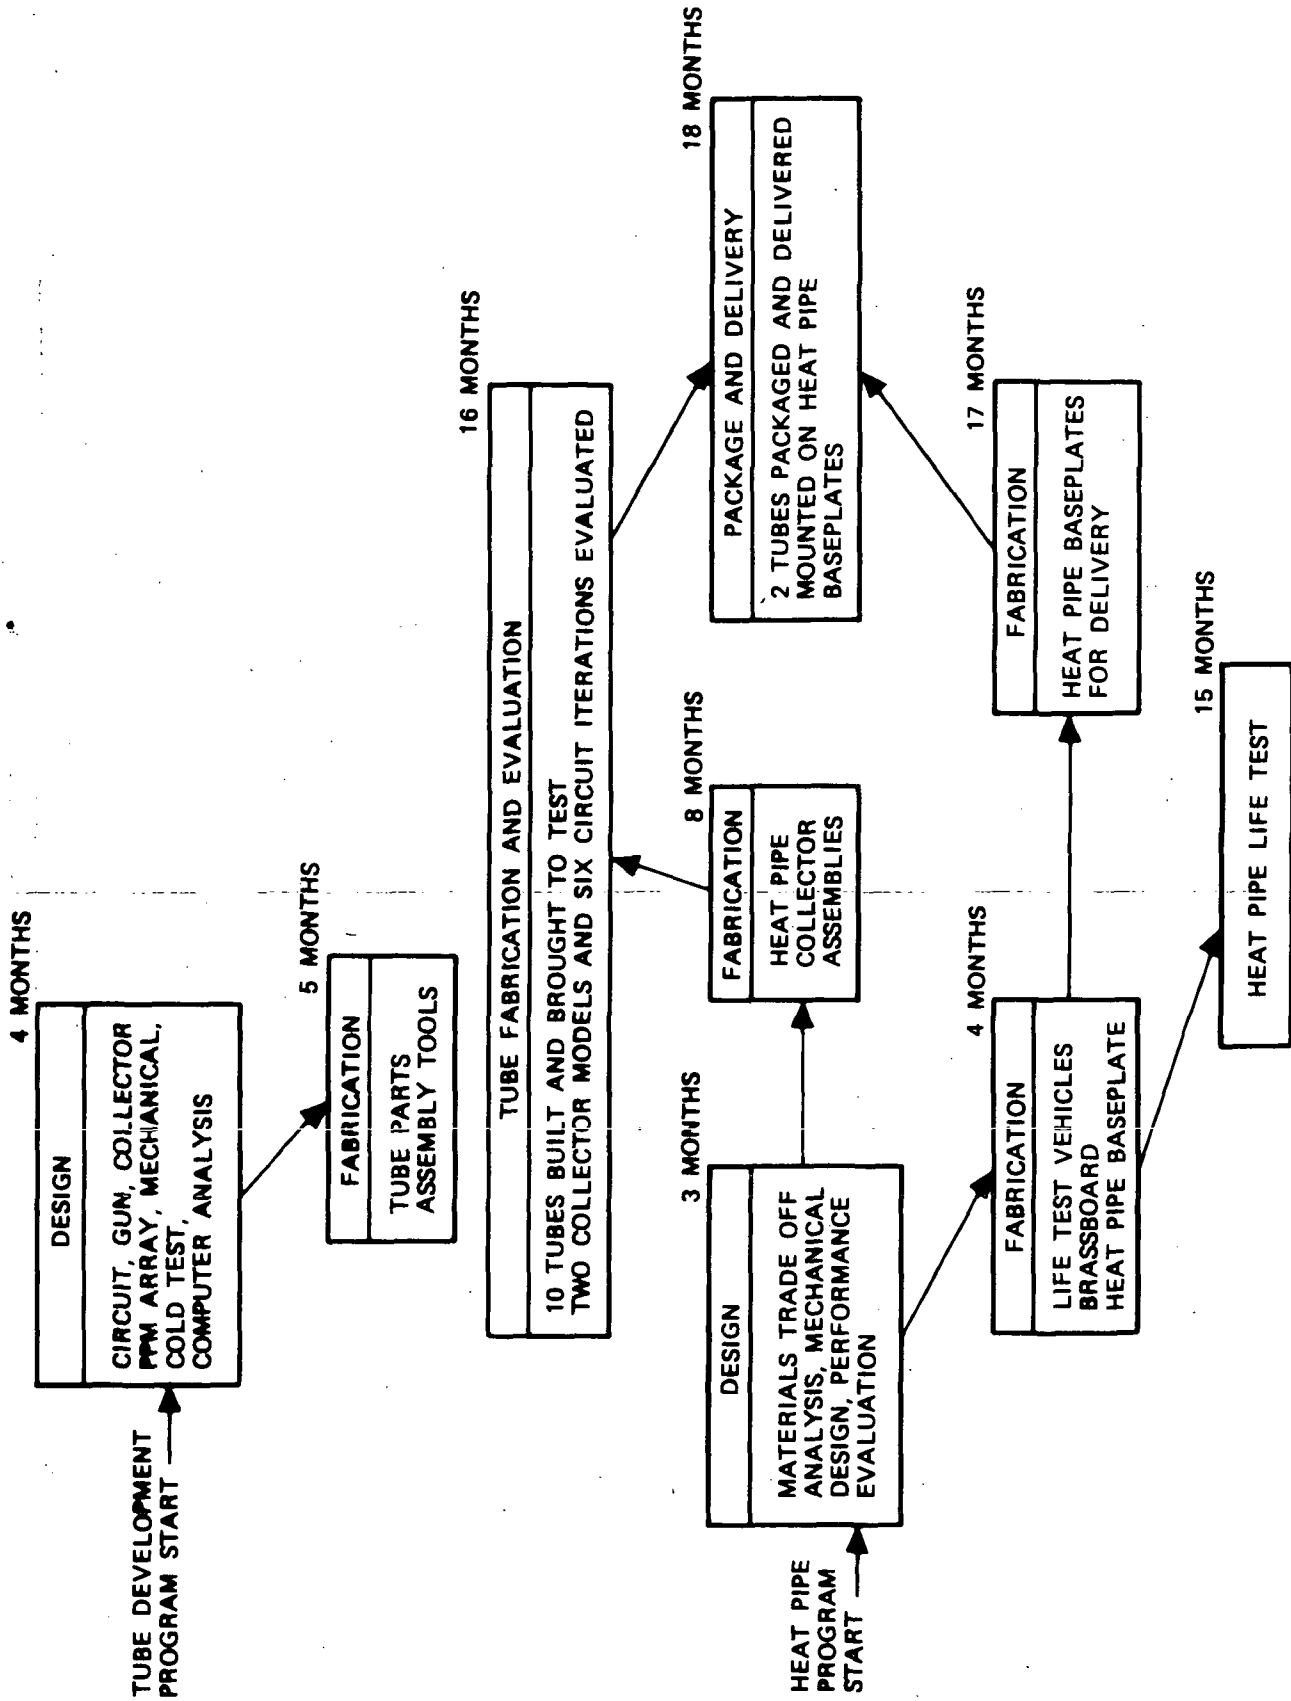 TUBE DEVELOPMENT
PROGRAM START
4 MONTHS
DESIGN
CIRCUIT, GUN, COLLECTOR
PPM ARRAY, MECHANICAL,
COLD TEST,
COMPUTER ANALYSIS
5 MONTHS
FABRICATION
TUBE PARTS
ASSEMBLY TOOLS
16 MONTHS
TUBE FABRICATION AND EVALUATION
10 TUBES BUILT AND BROUGHT TO TEST
TWO COLLECTOR MODELS AND SIX CIRCUIT ITERATIONS EVALUATED
HEAT PIPE
PROGRAM
START
3 MONTHS
DESIGN
MATERIALS TRADE OFF
ANALYSIS, MECHANICAL
DESIGN, PERFORMANCE
EVALUATION
8 MONTHS
FABRICATION
HEAT PIPE
COLLECTOR
ASSEMBLIES
18 MONTHS
PACKAGE AND DELIVERY
2 TUBES PACKAGED AND DELIVERED
MOUNTED ON HEAT PIPE
BASEPLATES
4 MONTHS
FABRICATION
LIFE TEST VEHICLES
BRASSBOARD
HEAT PIPE BASEPLATE
17 MONTHS
FABRICATION
HEAT PIPE BASEPLATES
FOR DELIVERY
15 MONTHS
HEAT PIPE LIFE TEST